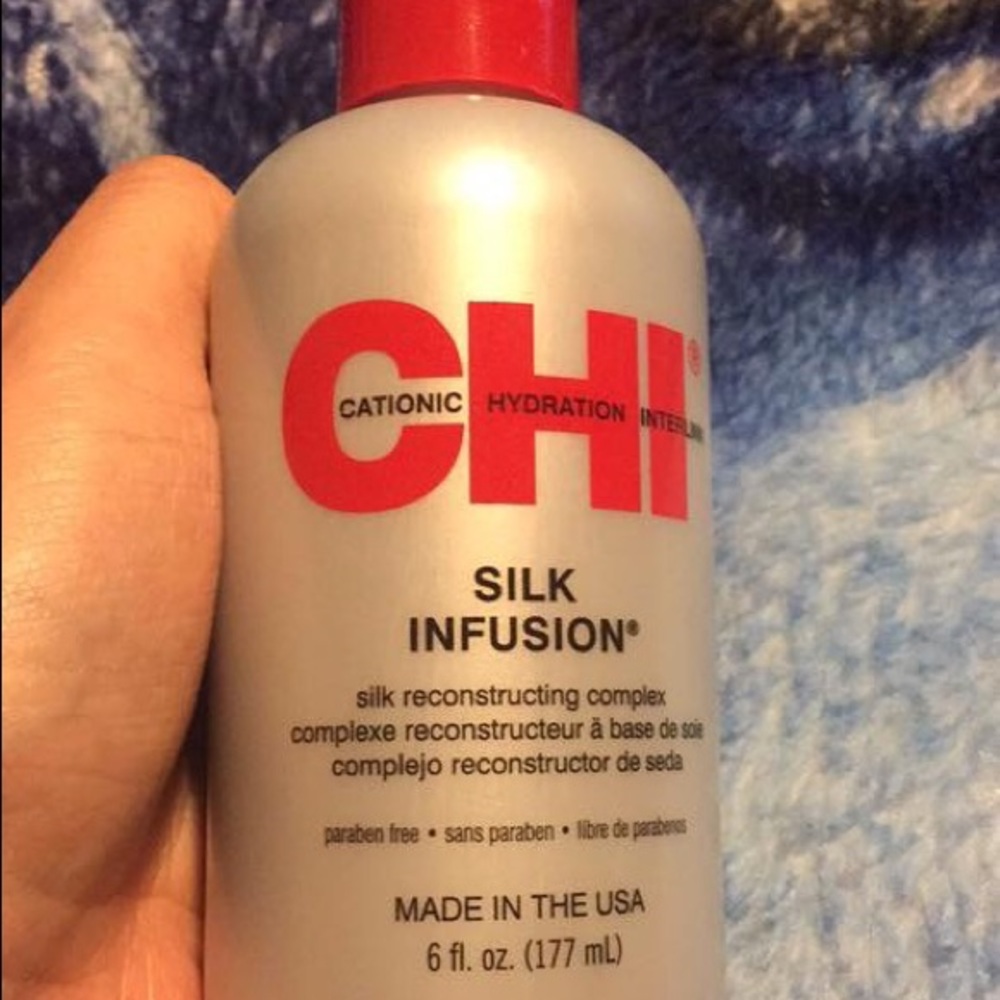 CHI®
CATIONIC HYDRATION INTERLINK
SILK
INFUSION®
silk reconstructing complex
complexe reconstructeur à base de soie
complejo reconstructor de seda
paraben free • sans paraben • libre de parabenos
MADE IN THE USA
6 fl. oz. (177 mL)